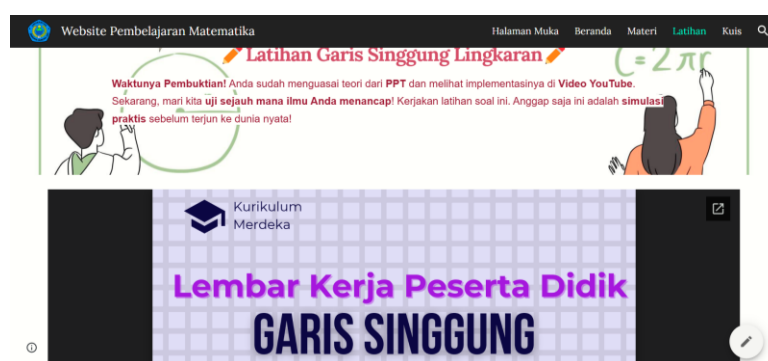 Website Pembelajaran Matematika
Halaman Muka Beranda Materi Latihan Kuis
Latihan Garis Singgung Lingkaran
Waktunya Pembuktian! Anda sudah menguasai teori dari PPT dan melihat implementasinya di Video YouTube.
Sekarang, mari kita uji sejauh mana ilmu Anda menancap! Kerjakan latihan soal ini. Anggap saja ini adalah simulasi
praktis sebelum terjun ke dunia nyata!
C=2πr
Kurikulum
Merdeka
Lembar Kerja Peserta Didik
GARIS SINGGUNG